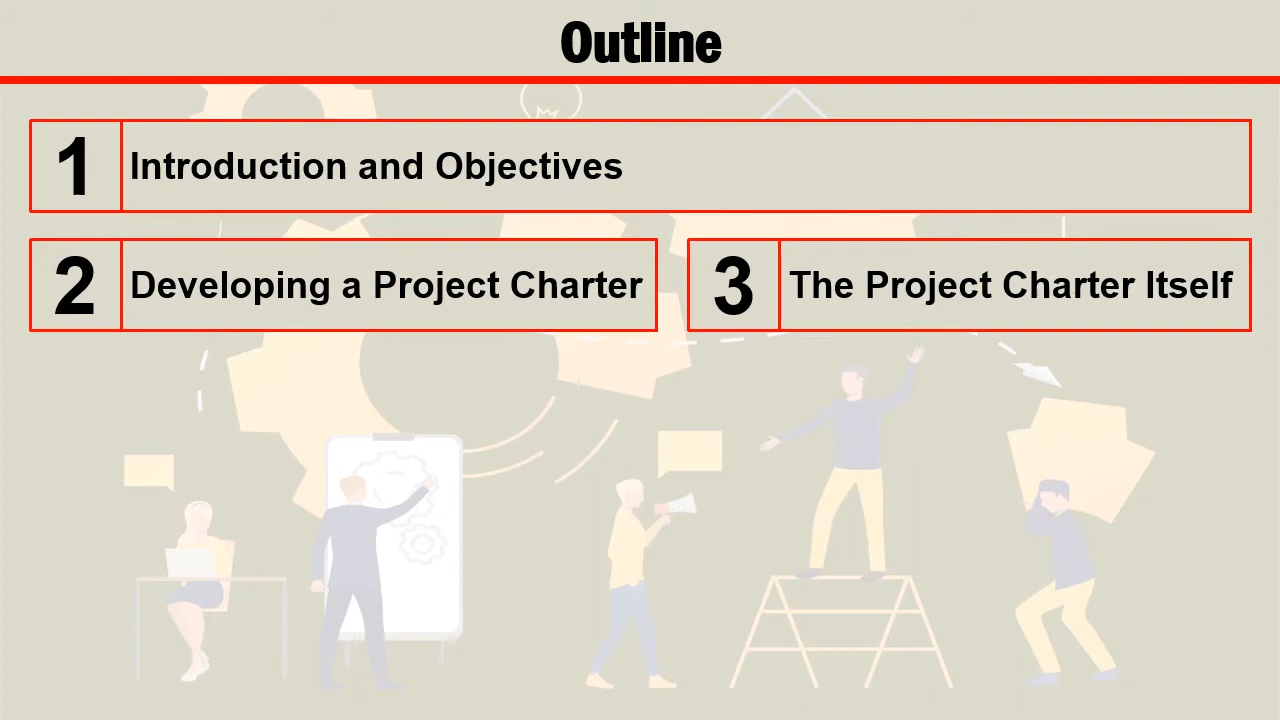 Outline
1 Introduction and Objectives
2 Developing a Project Charter
3 The Project Charter Itself